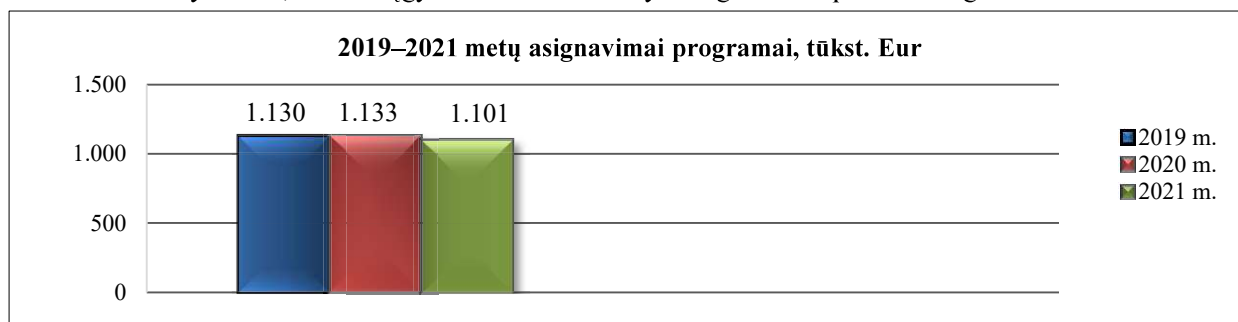 2019–2021 metų asignavimai programai, tūkst. Eur
1.500
1.130 1.133 1.101
1.000
500
0
2019 m.
2020 m.
2021 m.